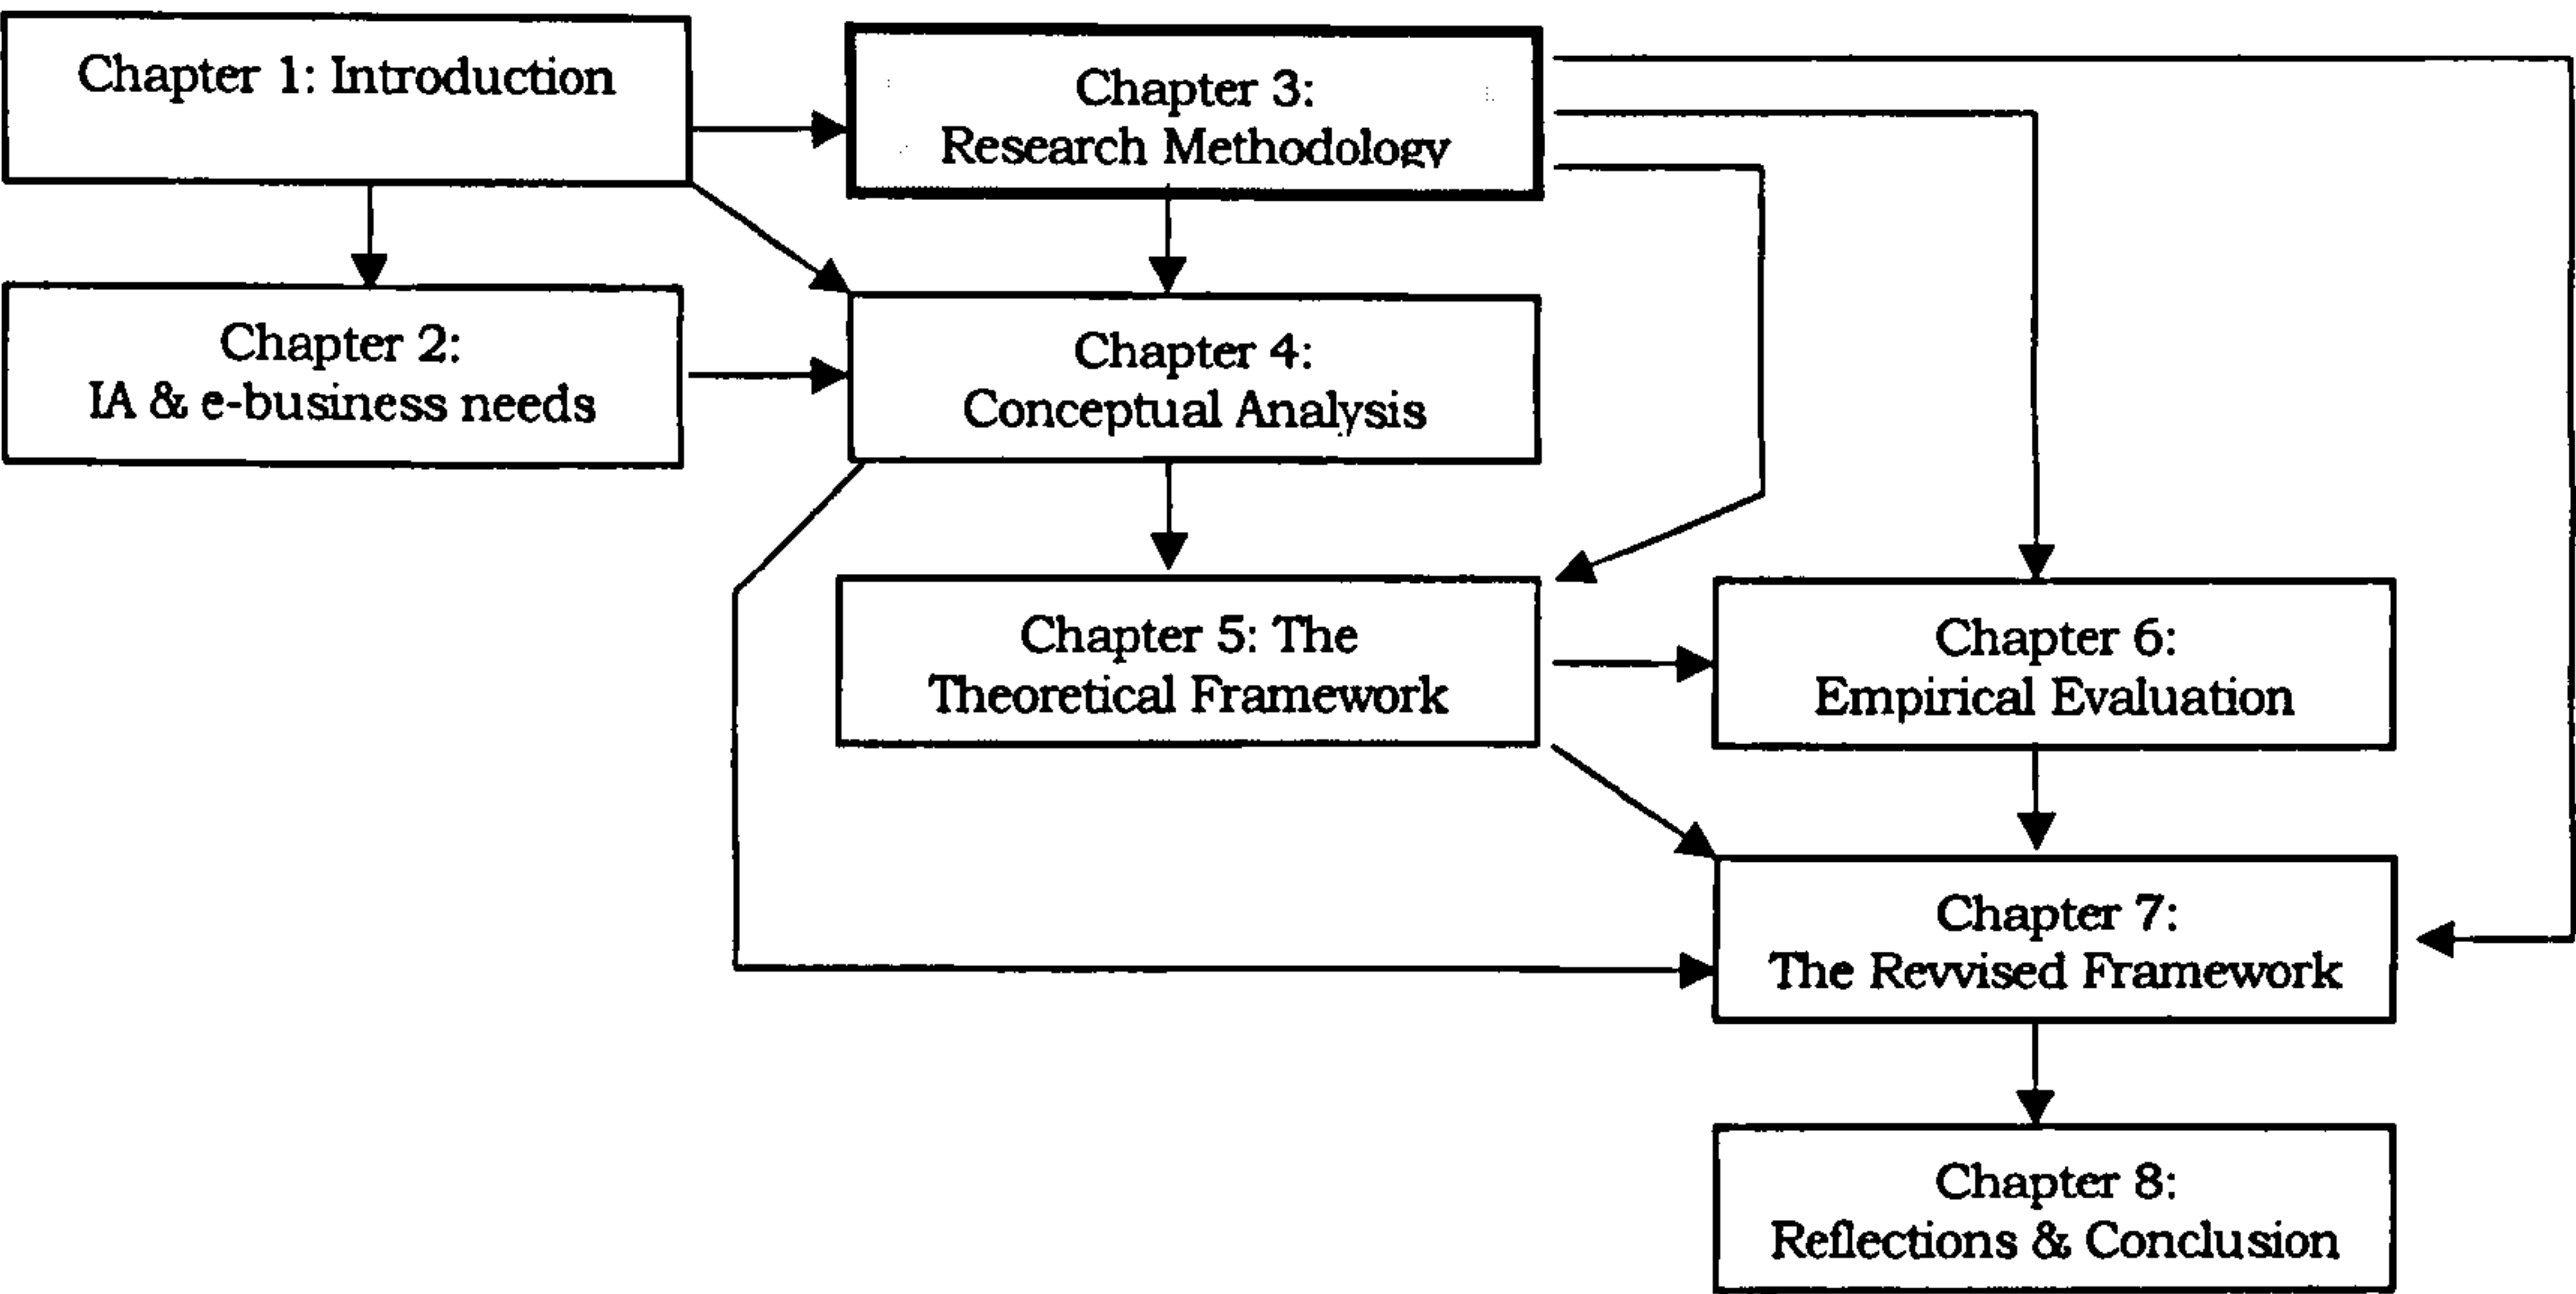 Chapter 1: Introduction
Chapter 3:
Research Methodology
Chapter 2:
IA & e-business needs
Chapter 4:
Conceptual Analysis
Chapter 5: The
Theoretical Framework
Chapter 6:
Empirical Evaluation
Chapter 7:
The Revvised Framework
Chapter 8:
Reflections & Conclusion